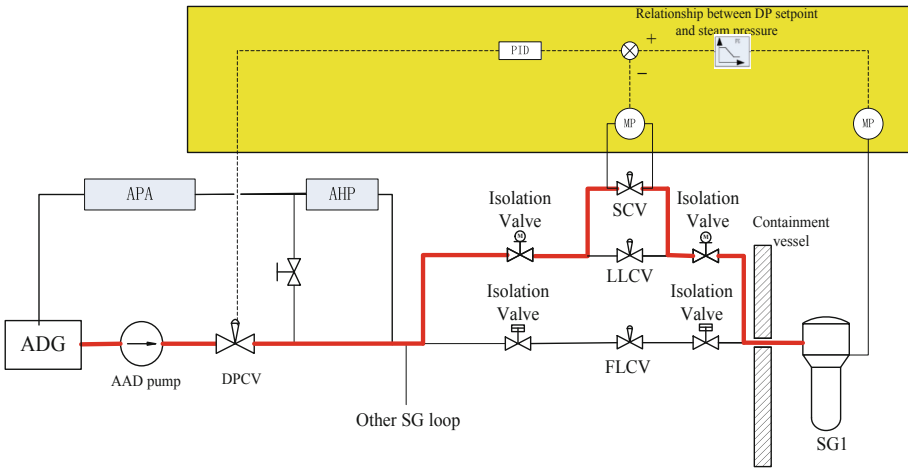 Relationship between DP setpoint
and steam pressure
PID
+
−
MP
MP
APA
AHP
SCV
Isolation
Valve
M
Isolation
Valve
M
Containment
vessel
LLCV
Isolation
Valve
Isolation
Valve
ADG
AAD pump
DPCV
FLCV
Other SG loop
SG1